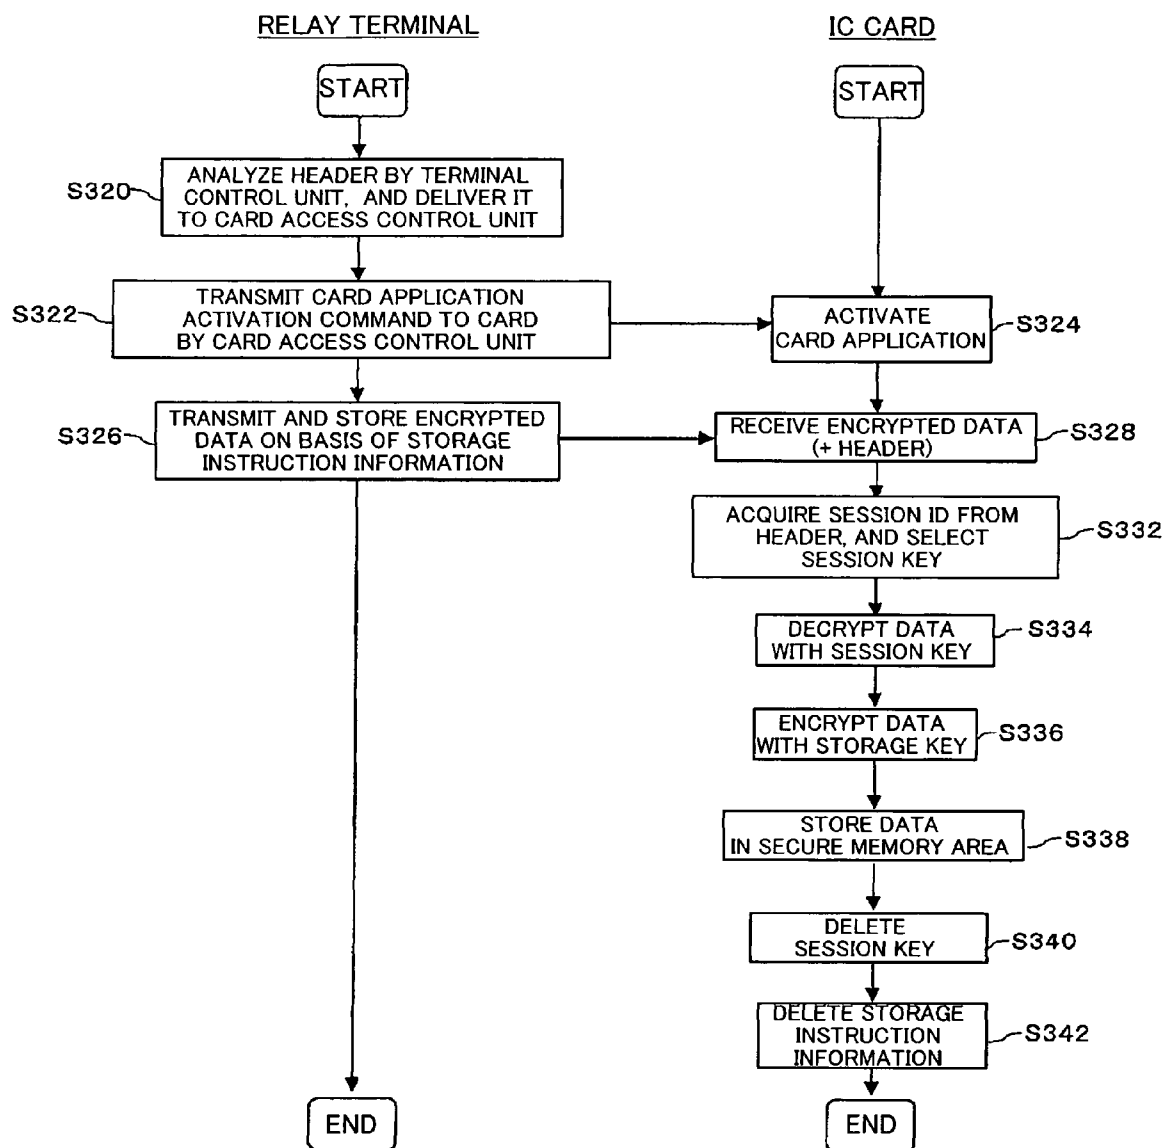 RELAY TERMINAL
IC CARD
START
START
S320
ANALYZE HEADER BY TERMINAL
CONTROL UNIT, AND DELIVER IT
TO CARD ACCESS CONTROL UNIT
S322
TRANSMIT CARD APPLICATION
ACTIVATION COMMAND TO CARD
BY CARD ACCESS CONTROL UNIT
ACTIVATE
CARD APPLICATION
S324
S326
TRANSMIT AND STORE ENCRYPTED
DATA ON BASIS OF STORAGE
INSTRUCTION INFORMATION
RECEIVE ENCRYPTED DATA
(+ HEADER)
S328
ACQUIRE SESSION ID FROM
HEADER, AND SELECT
SESSION KEY
S332
DECRYPT DATA
WITH SESSION KEY
S334
ENCRYPT DATA
WITH STORAGE KEY
S336
STORE DATA
IN SECURE MEMORY AREA
S338
DELETE
SESSION KEY
S340
DELETE STORAGE
INSTRUCTION
INFORMATION
S342
END
END